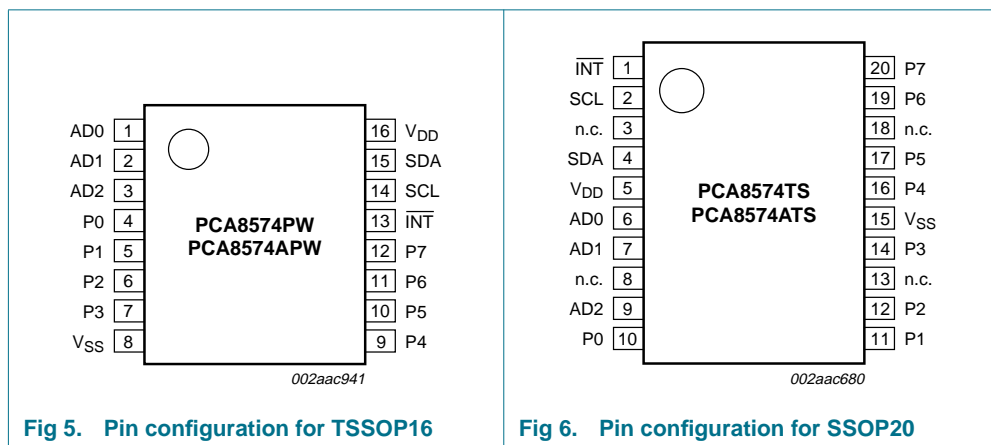 AD0 1
AD1 2
AD2 3
P0 4
P1 5
P2 6
P3 7
VSS 8
PCA8574PW
PCA8574APW
16 VDD
15 SDA
14 SCL
13 INT
12 P7
11 P6
10 P5
9 P4
002aac941
Fig 5. Pin configuration for TSSOP16
INT 1
SCL 2
n.c. 3
SDA 4
VDD 5
AD0 6
AD1 7
n.c. 8
AD2 9
P0 10
PCA8574TS
PCA8574ATS
20 P7
19 P6
18 n.c.
17 P5
16 P4
15 VSS
14 P3
13 n.c.
12 P2
11 P1
002aac680
Fig 6. Pin configuration for SSOP20